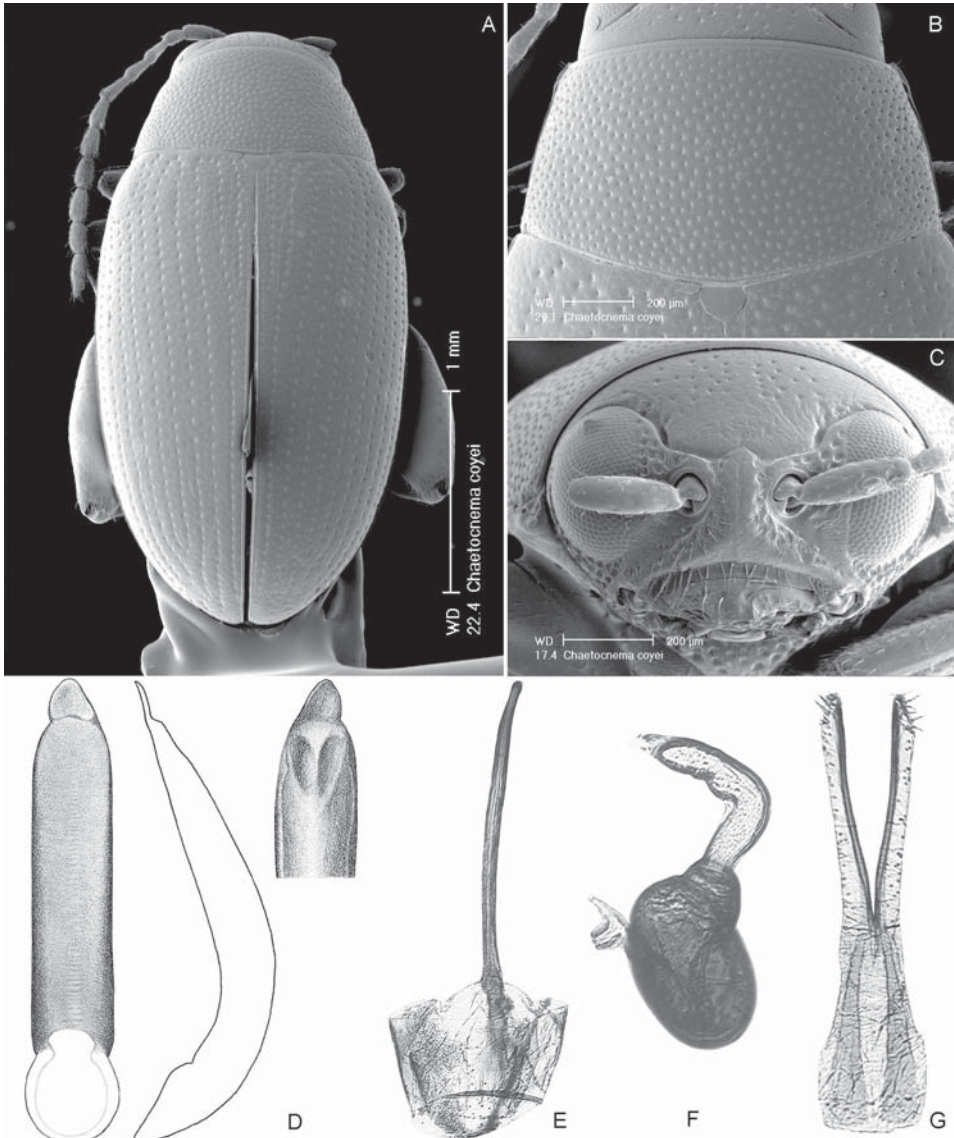 A
1 mm
WD
22.4 Chaetocnema coyei
B
WD 200 µm
29.1 Chaetocnema coyei
C
WD 200 µm
17.4 Chaetocnema coyei
D
E
F
G